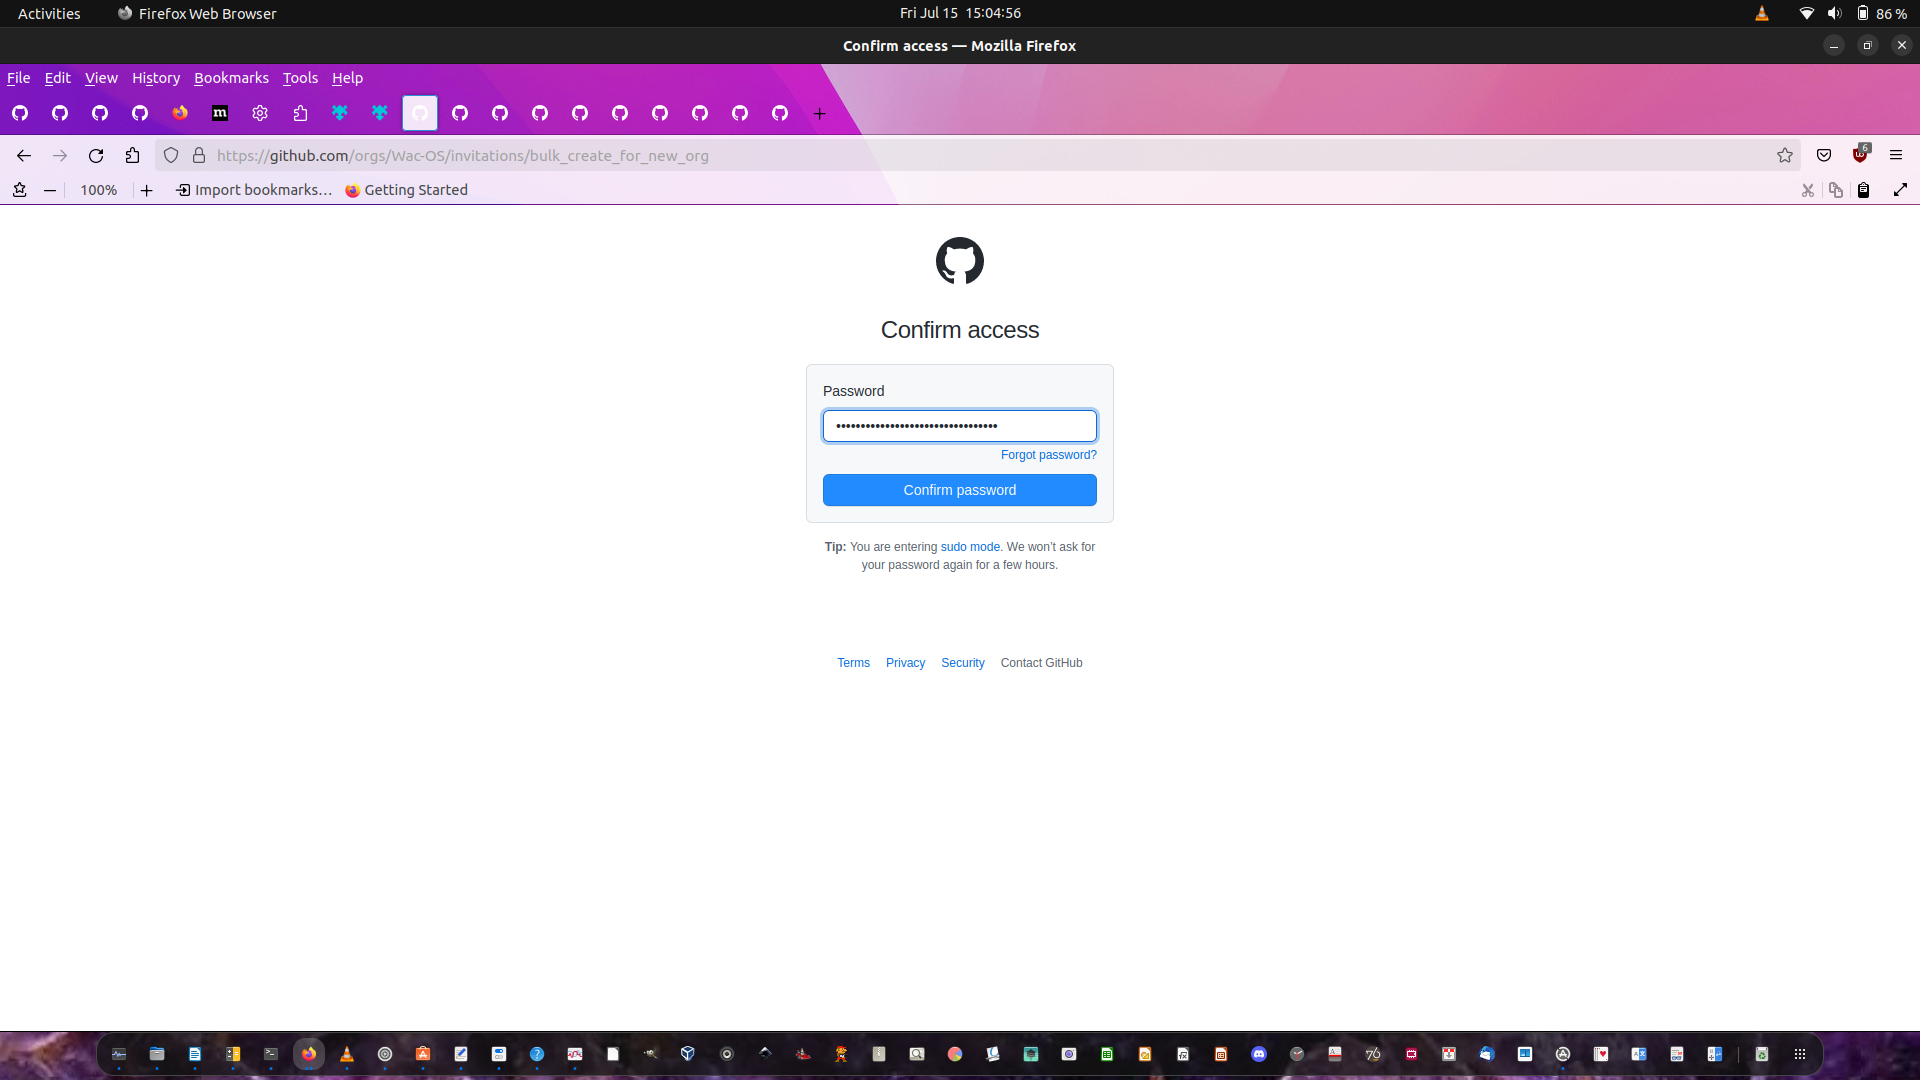 Activities Firefox Web Browser Fri Jul 15 15:04:56 86 %
Confirm access — Mozilla Firefox
File Edit View History Bookmarks Tools Help
m
https://github.com/orgs/Wac-OS/invitations/bulk_create_for_new_org 6
100% Import bookmarks… Getting Started
Confirm access
Password
•••••••••••••••••••••••••••••••••
Forgot password?
Confirm password
Tip: You are entering sudo mode. We won't ask for
your password again for a few hours.
Terms Privacy Security Contact GitHub